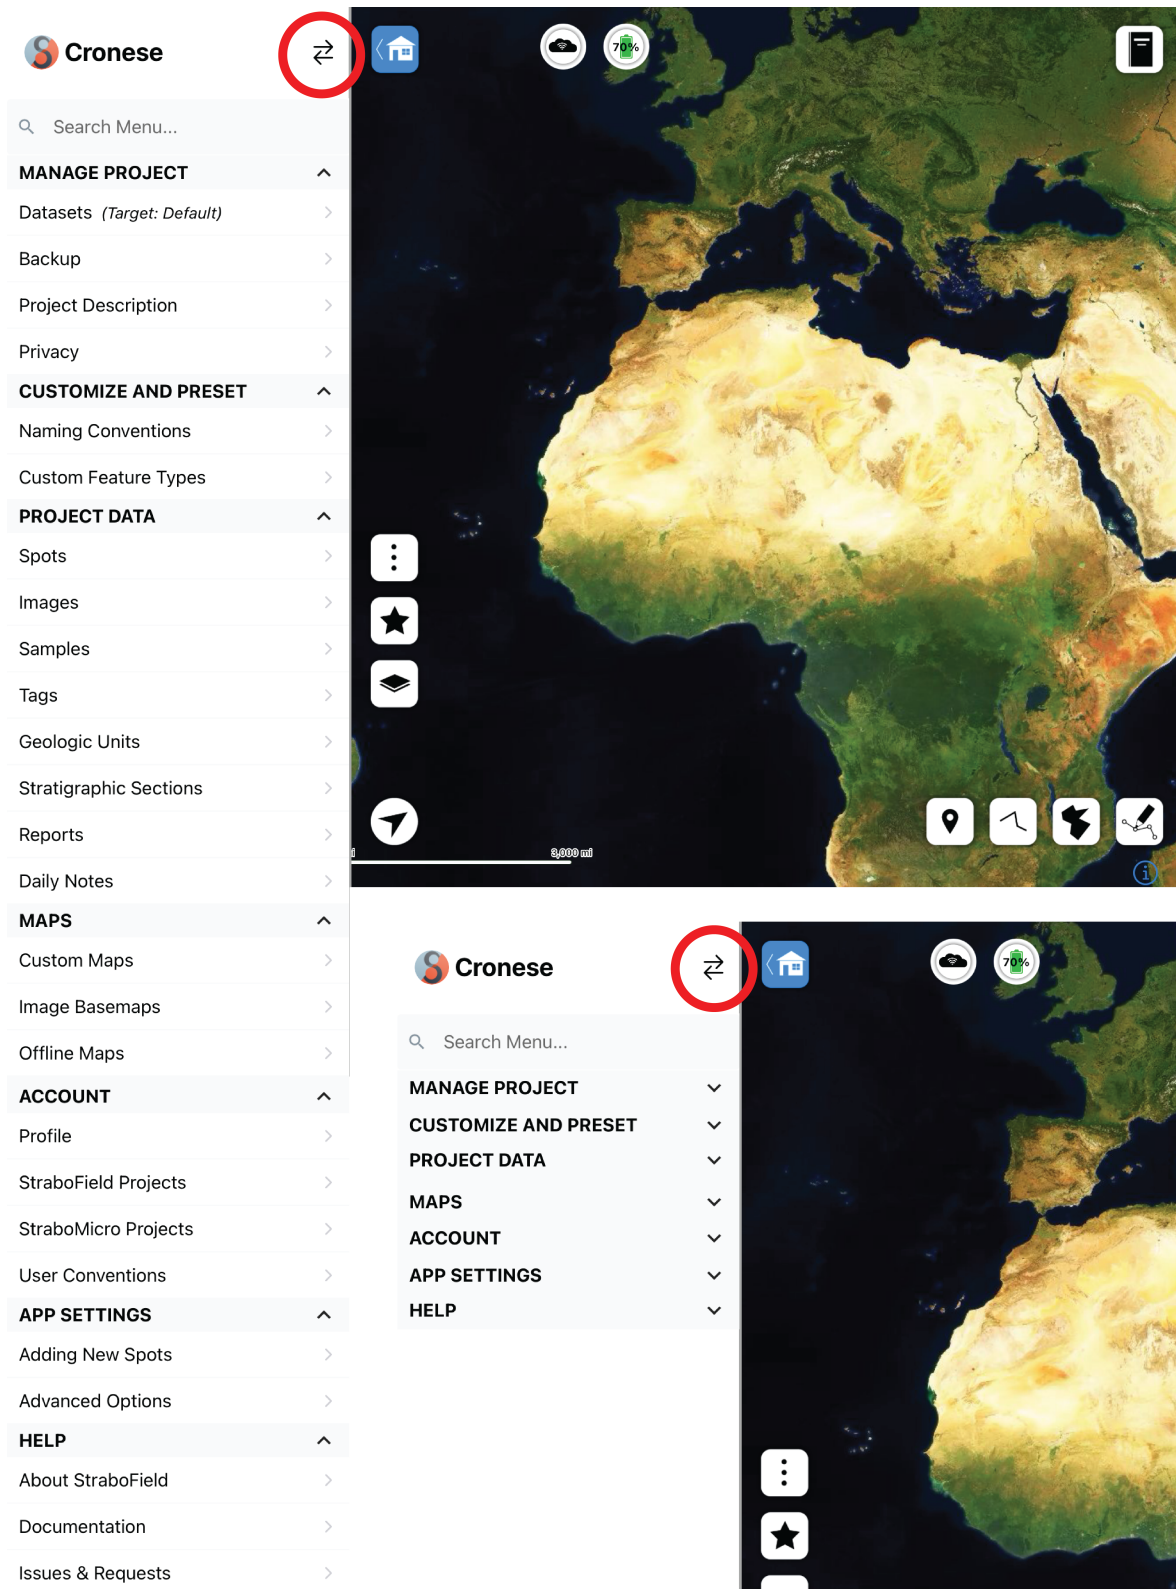 Cronese
70%
Search Menu...
MANAGE PROJECT
Datasets (Target: Default)
Backup
Project Description
Privacy
CUSTOMIZE AND PRESET
Naming Conventions
Custom Feature Types
PROJECT DATA
Spots
Images
Samples
Tags
Geologic Units
Stratigraphic Sections
Reports
Daily Notes
MAPS
Custom Maps
Image Basemaps
Offline Maps
ACCOUNT
Profile
StraboField Projects
StraboMicro Projects
User Conventions
APP SETTINGS
Adding New Spots
Advanced Options
HELP
About StraboField
Documentation
Issues & Requests
3,000 mi
i
Cronese
70%
Search Menu...
MANAGE PROJECT
CUSTOMIZE AND PRESET
PROJECT DATA
MAPS
ACCOUNT
APP SETTINGS
HELP